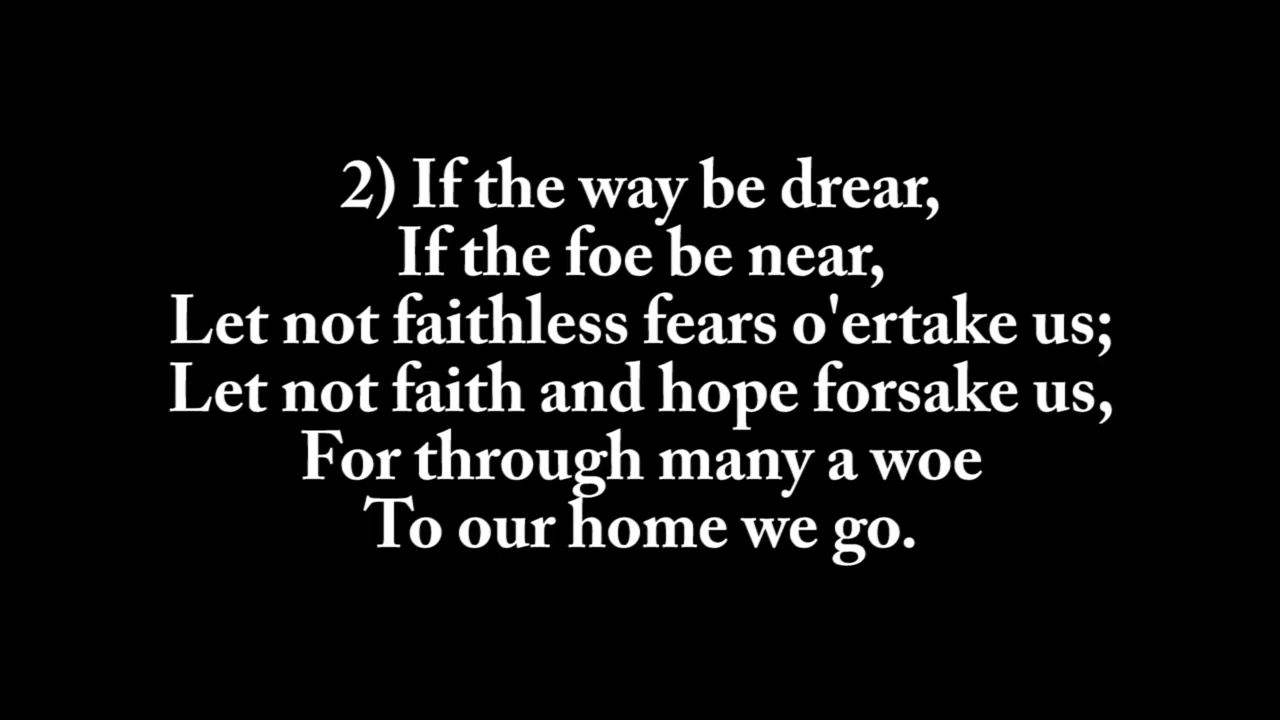 2) If the way be drear,
If the foe be near,
Let not faithless fears o'ertake us;
Let not faith and hope forsake us,
For through many a woe
To our home we go.